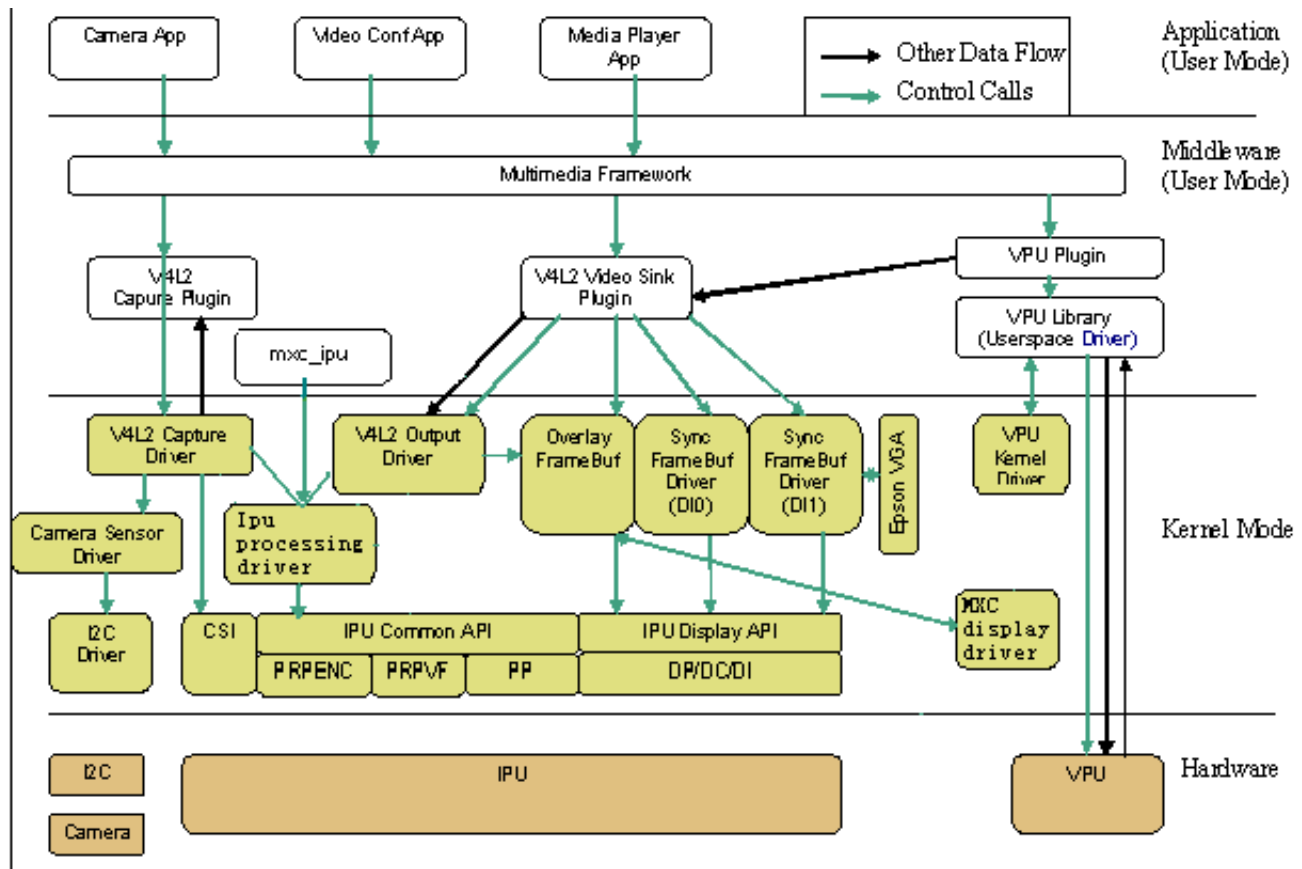 Camera App
Video Conf App
Media Player
App
Other Data Flow
Control Calls
Application
(User Mode)
Multimedia Framework
Middleware
(User Mode)
V4L2
Capure Plugin
V4L2 Video Sink
Plugin
VPU Plugin
VPU Library
(Userspace Driver)
mxc_ipu
V4L2 Capture
Driver
V4L2 Output
Driver
Overlay
FrameBuf
Sync
FrameBuf
Driver
(DI0)
Sync
FrameBuf
Driver
(DI1)
Epson VGA
VPU
Kernel
Driver
Kernel Mode
Camera Sensor
Driver
Ipu
processing
driver
I2C
Driver
CSI
IPU Common API
IPU Display API
MXC
display
driver
PRPENC
PRPVF
PP
DP/DC/DI
I2C
IPU
VPU
Hardware
Camera